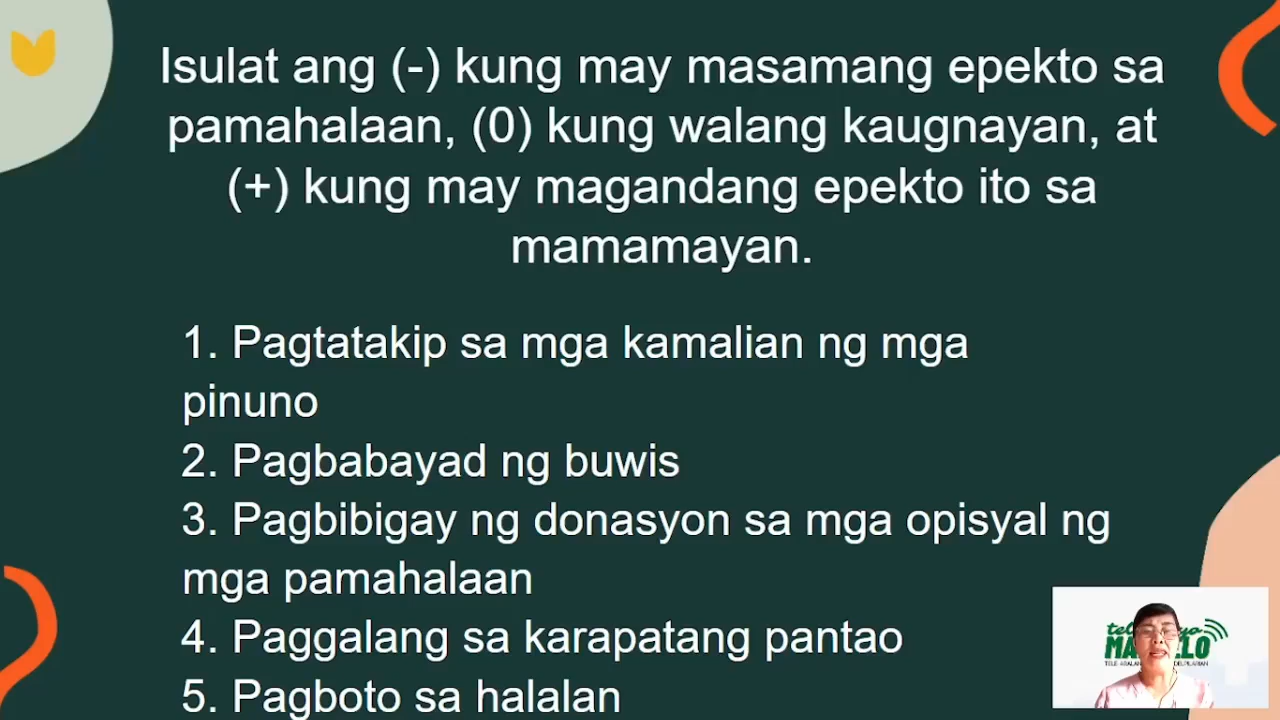 Isulat ang (-) kung may masamang epekto sa
pamahalaan, (0) kung walang kaugnayan, at
(+) kung may magandang epekto ito sa
mamamayan.
1. Pagtatakip sa mga kamalian ng mga
pinuno
2. Pagbabayad ng buwis
3. Pagbibigay ng donasyon sa mga opisyal ng
mga pamahalaan
4. Paggalang sa karapatang pantao
5. Pagboto sa halalan